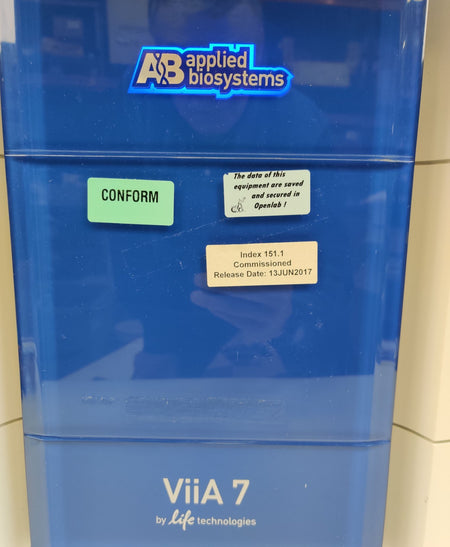 AB applied
biosystems
CONFORM
The data of this
equipment are saved
and secured in
Openlab !
Index 151.1
Commissioned
Release Date: 13JUN2017
ViiA 7
by life technologies